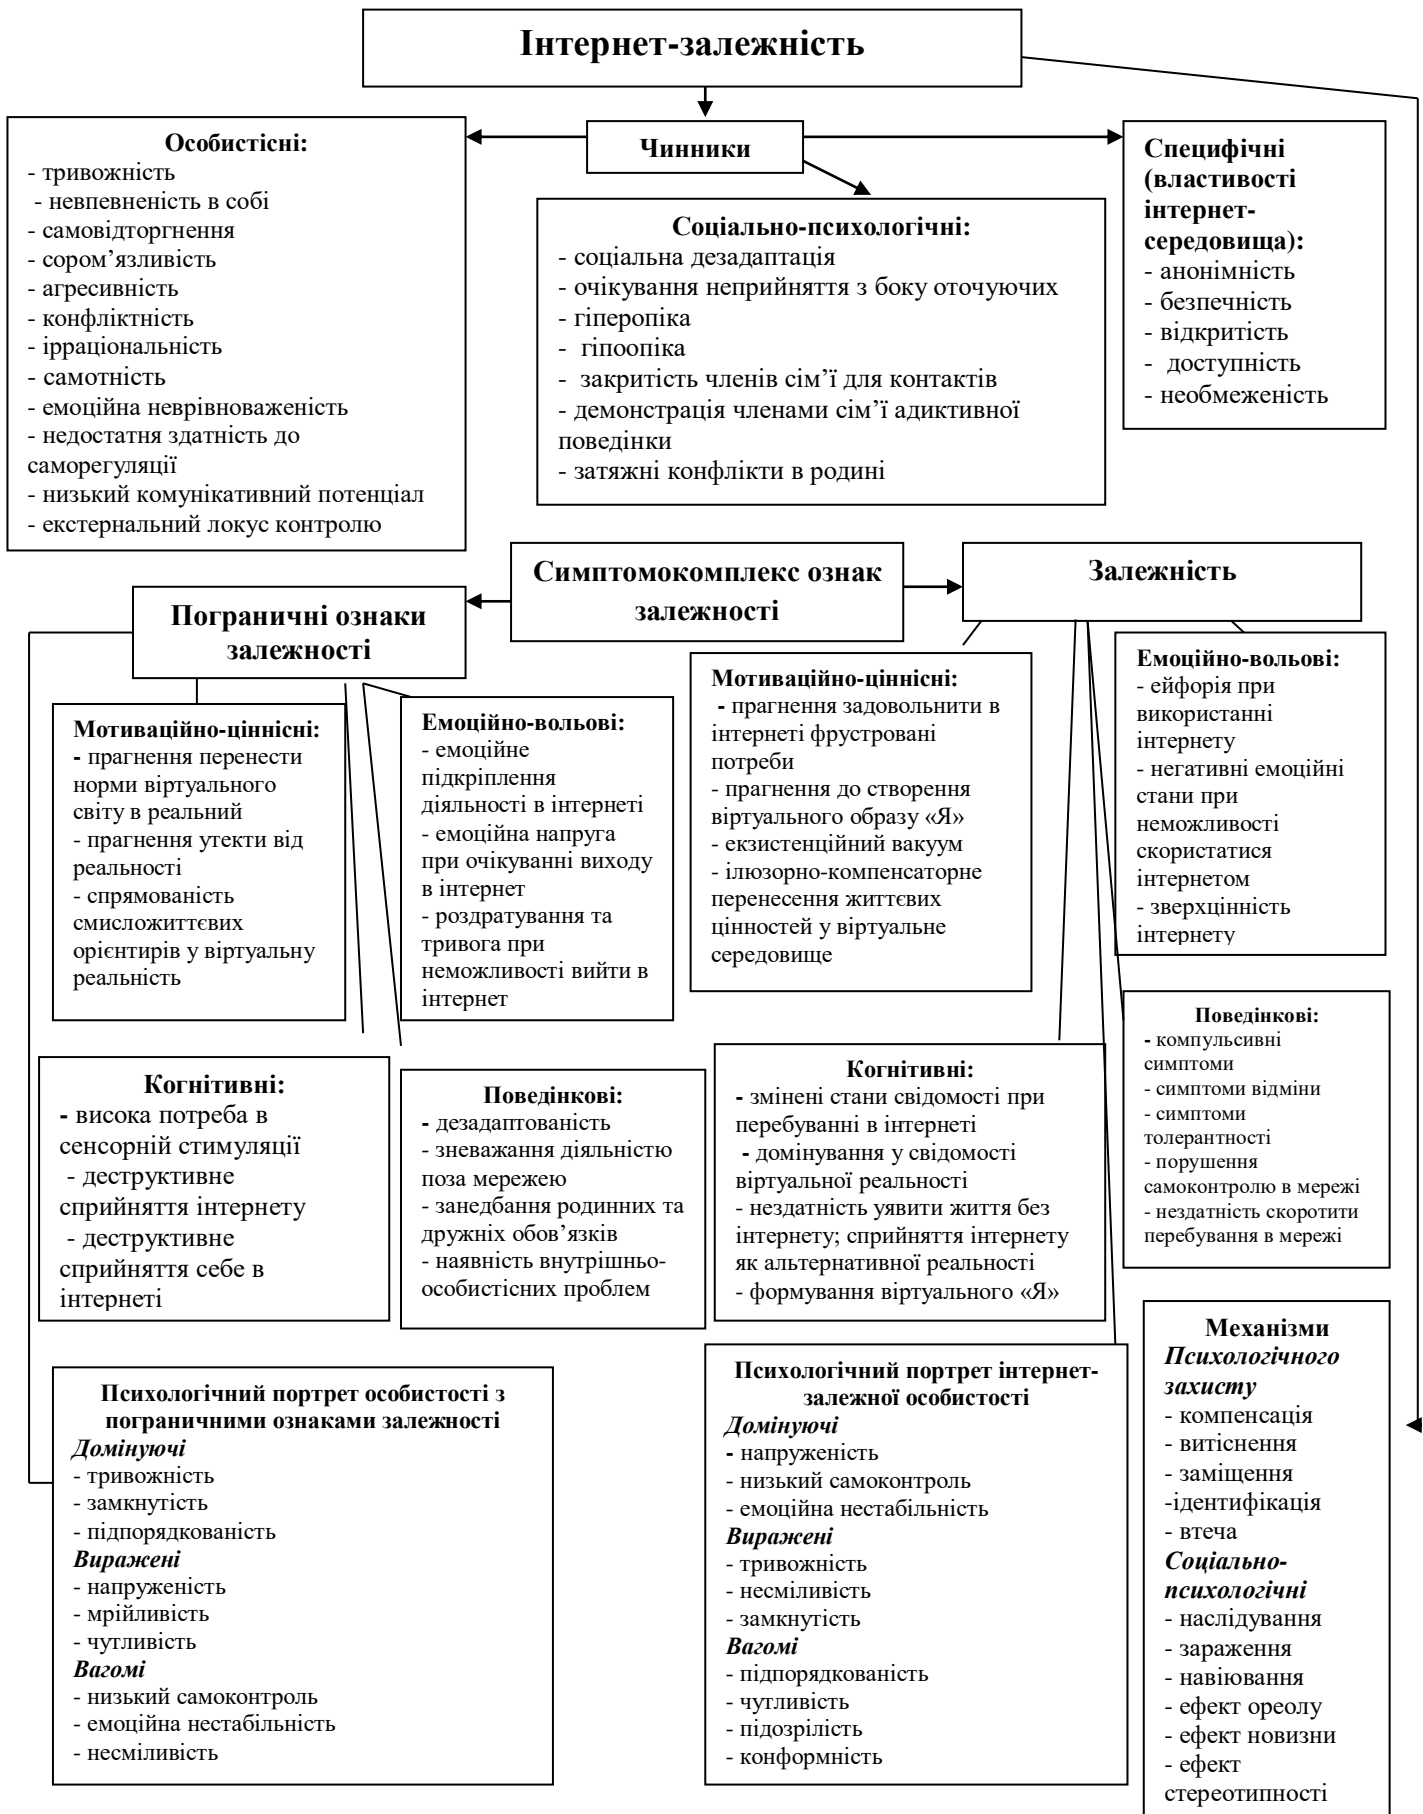 Інтернет-залежність
Чинники
Особистісні:
- тривожність
- невпевненість в собі
- самовідторгнення
- сором’язливість
- агресивність
- конфліктність
- ірраціональність
- самотність
- емоційна неврівноваженість
- недостатня здатність до
саморегуляції
- низький комунікативний потенціал
- екстернальний локус контролю
Соціально-психологічні:
- соціальна дезадаптація
- очікування неприйняття з боку оточуючих
- гіперопіка
- гіпоопіка
- закритість членів сім’ї для контактів
- демонстрація членами сім’ї адиктивної
поведінки
- затяжні конфлікти в родині
Специфічні
(властивості
інтернет-
середовища):
- анонімність
- безпечність
- відкритість
- доступність
- необмеженість
Симптомокомплекс ознак
залежності
Пограничні ознаки
залежності
Залежність
Мотиваційно-ціннісні:
- прагнення перенести
норми віртуального
світу в реальний
- прагнення утекти від
реальності
- спрямованість
смисложиттєвих
орієнтирів у віртуальну
реальність
Емоційно-вольові:
- емоційне
підкріплення
діяльності в інтернеті
- емоційна напруга
при очікуванні виходу
в інтернет
- роздратування та
тривога при
неможливості вийти в
інтернет
Мотиваційно-ціннісні:
- прагнення задовольнити в
інтернеті фрустровані
потреби
- прагнення до створення
віртуального образу «Я»
- екзистенційний вакуум
- ілюзорно-компенсаторне
перенесення життєвих
цінностей у віртуальне
середовище
Емоційно-вольові:
- ейфорія при
використанні
інтернету
- негативні емоційні
стани при
неможливості
скористатися
інтернетом
- зверхцінність
інтернету
Когнітивні:
- висока потреба в
сенсорній стимуляції
- деструктивне
сприйняття інтернету
- деструктивне
сприйняття себе в
інтернеті
Поведінкові:
- дезадаптованість
- зневажання діяльністю
поза мережею
- занедбання родинних та
дружніх обов’язків
- наявність внутрішньо-
особистісних проблем
Когнітивні:
- змінені стани свідомості при
перебуванні в інтернеті
- домінування у свідомості
віртуальної реальності
- нездатність уявити життя без
інтернету; сприйняття інтернету
як альтернативної реальності
- формування віртуального «Я»
Поведінкові:
- компульсивні
симптоми
- симптоми відміни
- симптоми
толерантності
- порушення
самоконтролю в мережі
- нездатність скоротити
перебування в мережі
Психологічний портрет особистості з
пограничними ознаками залежності
Домінуючі
- тривожність
- замкнутість
- підпорядкованість
Виражені
- напруженість
- мрійливість
- чутливість
Вагомі
- низький самоконтроль
- емоційна нестабільність
- несміливість
Психологічний портрет інтернет-
залежної особистості
Домінуючі
- напруженість
- низький самоконтроль
- емоційна нестабільність
Виражені
- тривожність
- несміливість
- замкнутість
Вагомі
- підпорядкованість
- чутливість
- підозрілість
- конформність
Механізми
Психологічного
захисту
- компенсація
- витіснення
- заміщення
-ідентифікація
- втеча
Соціально-
психологічні
- наслідування
- зараження
- навіювання
- ефект ореолу
- ефект новизни
- ефект
стереотипності